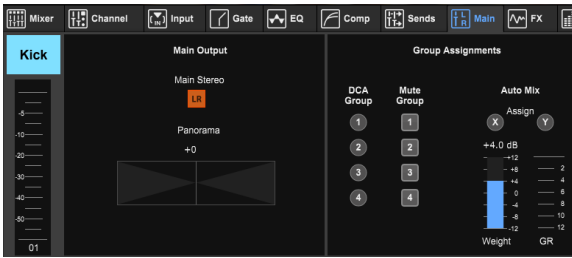 Mixer Channel Input Gate EQ Comp Sends Main FX
Kick
-5
-10
-20
-30
-40
-50
01
Main Output
Main Stereo
LR
Panorama
+0
Group Assignments
DCA Group
Mute Group
1 1
2 2
3 3
4 4
Auto Mix
Assign
X Y
+4.0 dB
+12
+8
+4
0
-4
-8
-12
Weight
2
4
6
8
10
12
GR